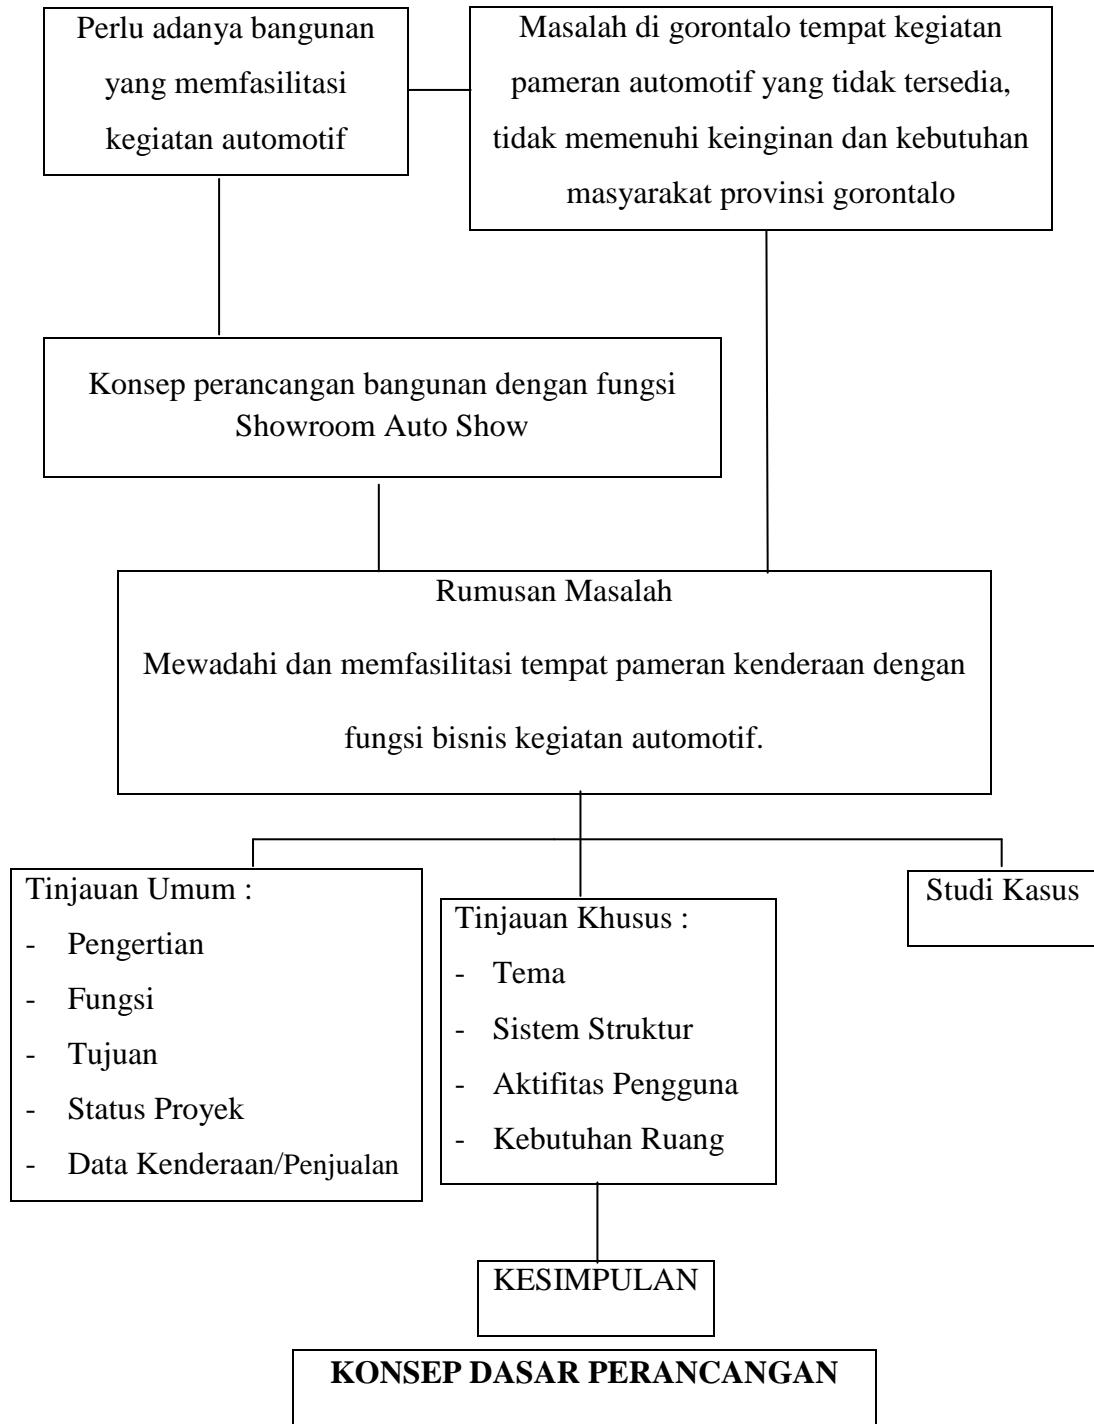 Perlu adanya bangunan
yang memfasilitasi
kegiatan automotif
Masalah di gorontalo tempat kegiatan
pameran automotif yang tidak tersedia,
tidak memenuhi keinginan dan kebutuhan
masyarakat provinsi gorontalo
Konsep perancangan bangunan dengan fungsi
Showroom Auto Show
Rumusan Masalah
Mewadahi dan memfasilitasi tempat pameran kenderaan dengan
fungsi bisnis kegiatan automotif.
Tinjauan Umum :
- Pengertian
- Fungsi
- Tujuan
- Status Proyek
- Data Kenderaan/Penjualan
Tinjauan Khusus :
- Tema
- Sistem Struktur
- Aktifitas Pengguna
- Kebutuhan Ruang
Studi Kasus
KESIMPULAN
KONSEP DASAR PERANCANGAN